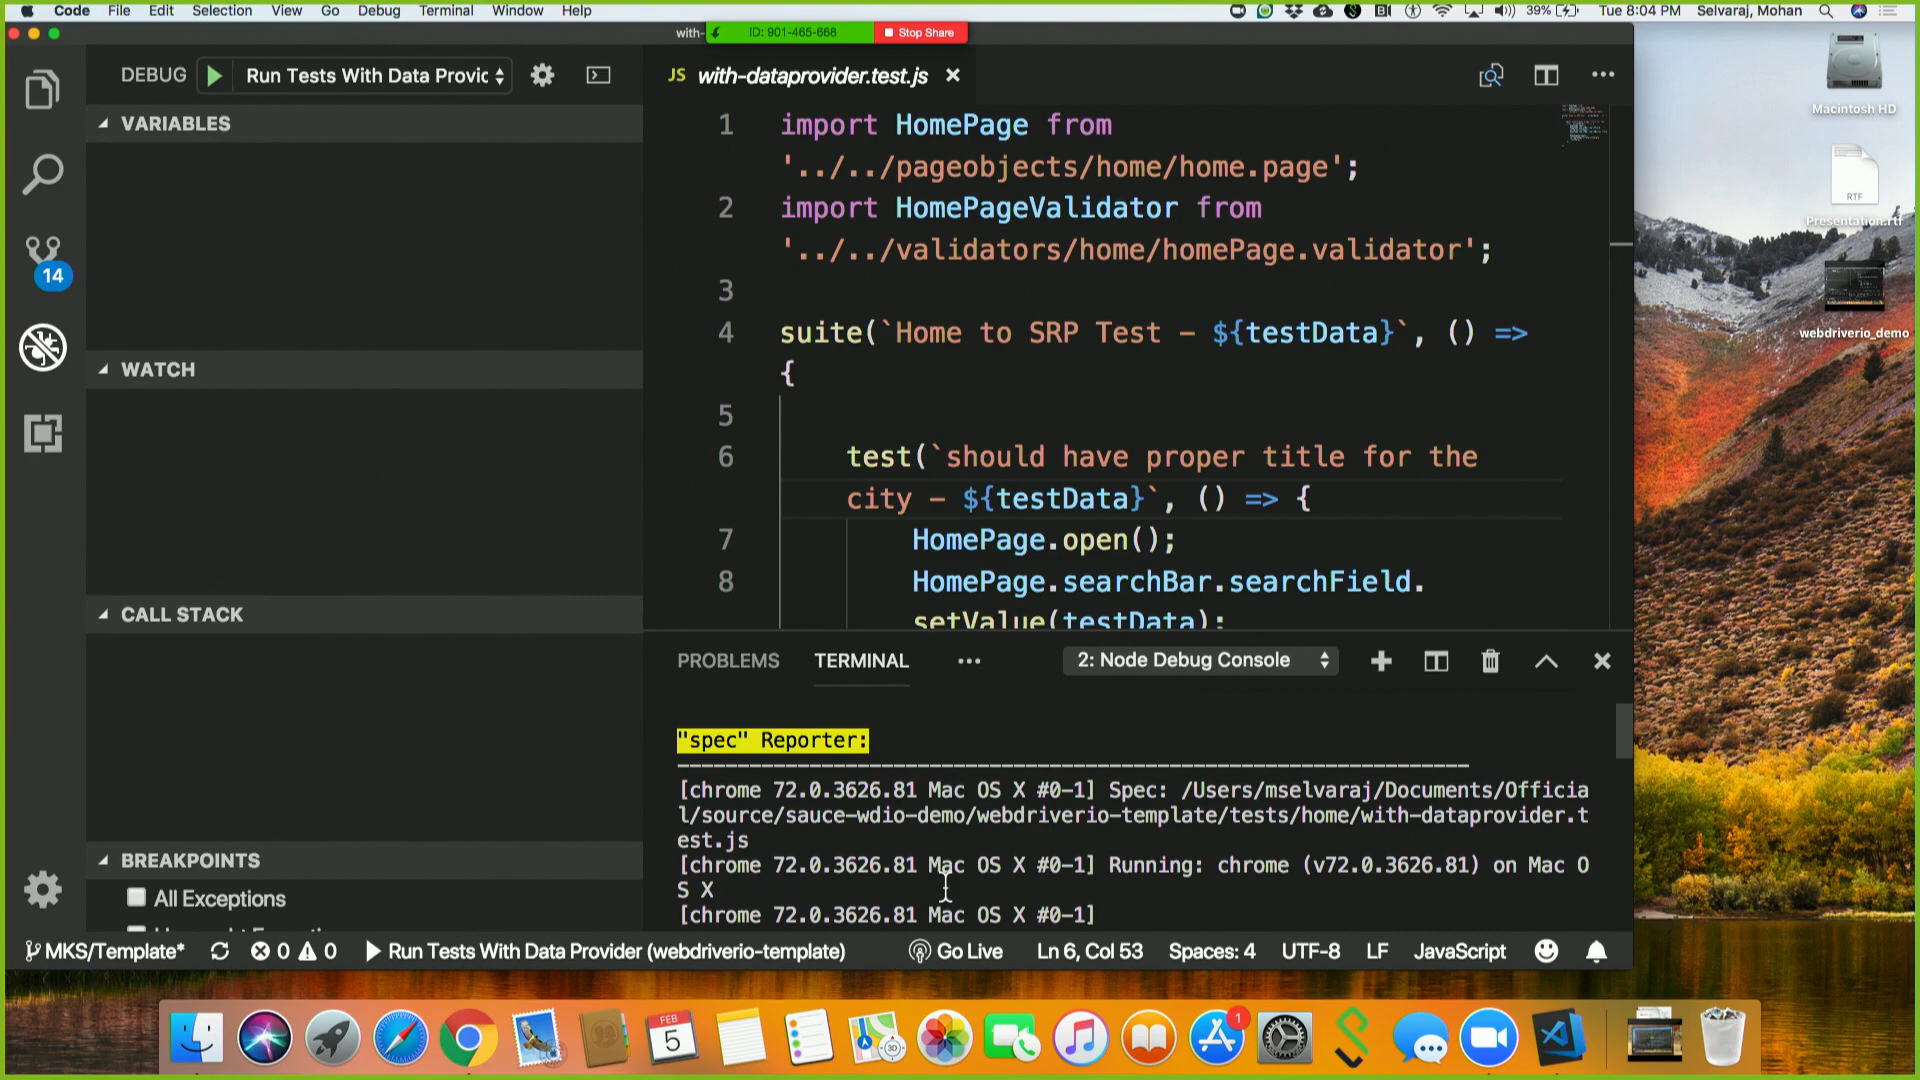 Code File Edit Selection View Go Debug Terminal Window Help
39% Tue 8:04 PM Selvaraj, Mohan
with-
ID: 901-465-668
Stop Share
DEBUG
Run Tests With Data Provic
JS with-dataprovider.test.js
VARIABLES
14
WATCH
CALL STACK
BREAKPOINTS
All Exceptions
1 import HomePage from
'../../pageobjects/home/home.page';
2 import HomePageValidator from
'../../validators/home/homePage.validator';
3
4 suite(`Home to SRP Test - ${testData}`, () =>
{
5
6 test(`should have proper title for the
city - ${testData}`, () => {
7 HomePage.open();
8 HomePage.searchBar.searchField.
setValue(testData);
PROBLEMS TERMINAL
2: Node Debug Console
"spec" Reporter:
[chrome 72.0.3626.81 Mac OS X #0-1] Spec: /Users/mselvaraj/Documents/Officia
l/source/sauce-wdio-demo/webdriverio-template/tests/home/with-dataprovider.t
est.js
[chrome 72.0.3626.81 Mac OS X #0-1] Running: chrome (v72.0.3626.81) on Mac O
S X
[chrome 72.0.3626.81 Mac OS X #0-1]
MKS/Template* 0 0 Run Tests With Data Provider (webdriverio-template) Go Live Ln 6, Col 53 Spaces: 4 UTF-8 LF JavaScript
Macintosh HD
RTF
Presentation.rtf
webdriverio_demo
FEB
5
3D
1